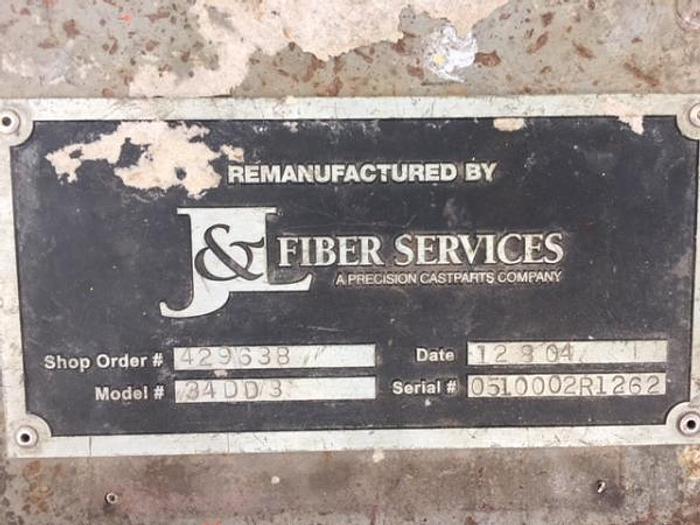 REMANUFACTURED BY
J&L FIBER SERVICES
A PRECISION CASTPARTS COMPANY
Shop Order # 429638 Date 12 8 04
Model # 34DD3 Serial # 0510002R1262